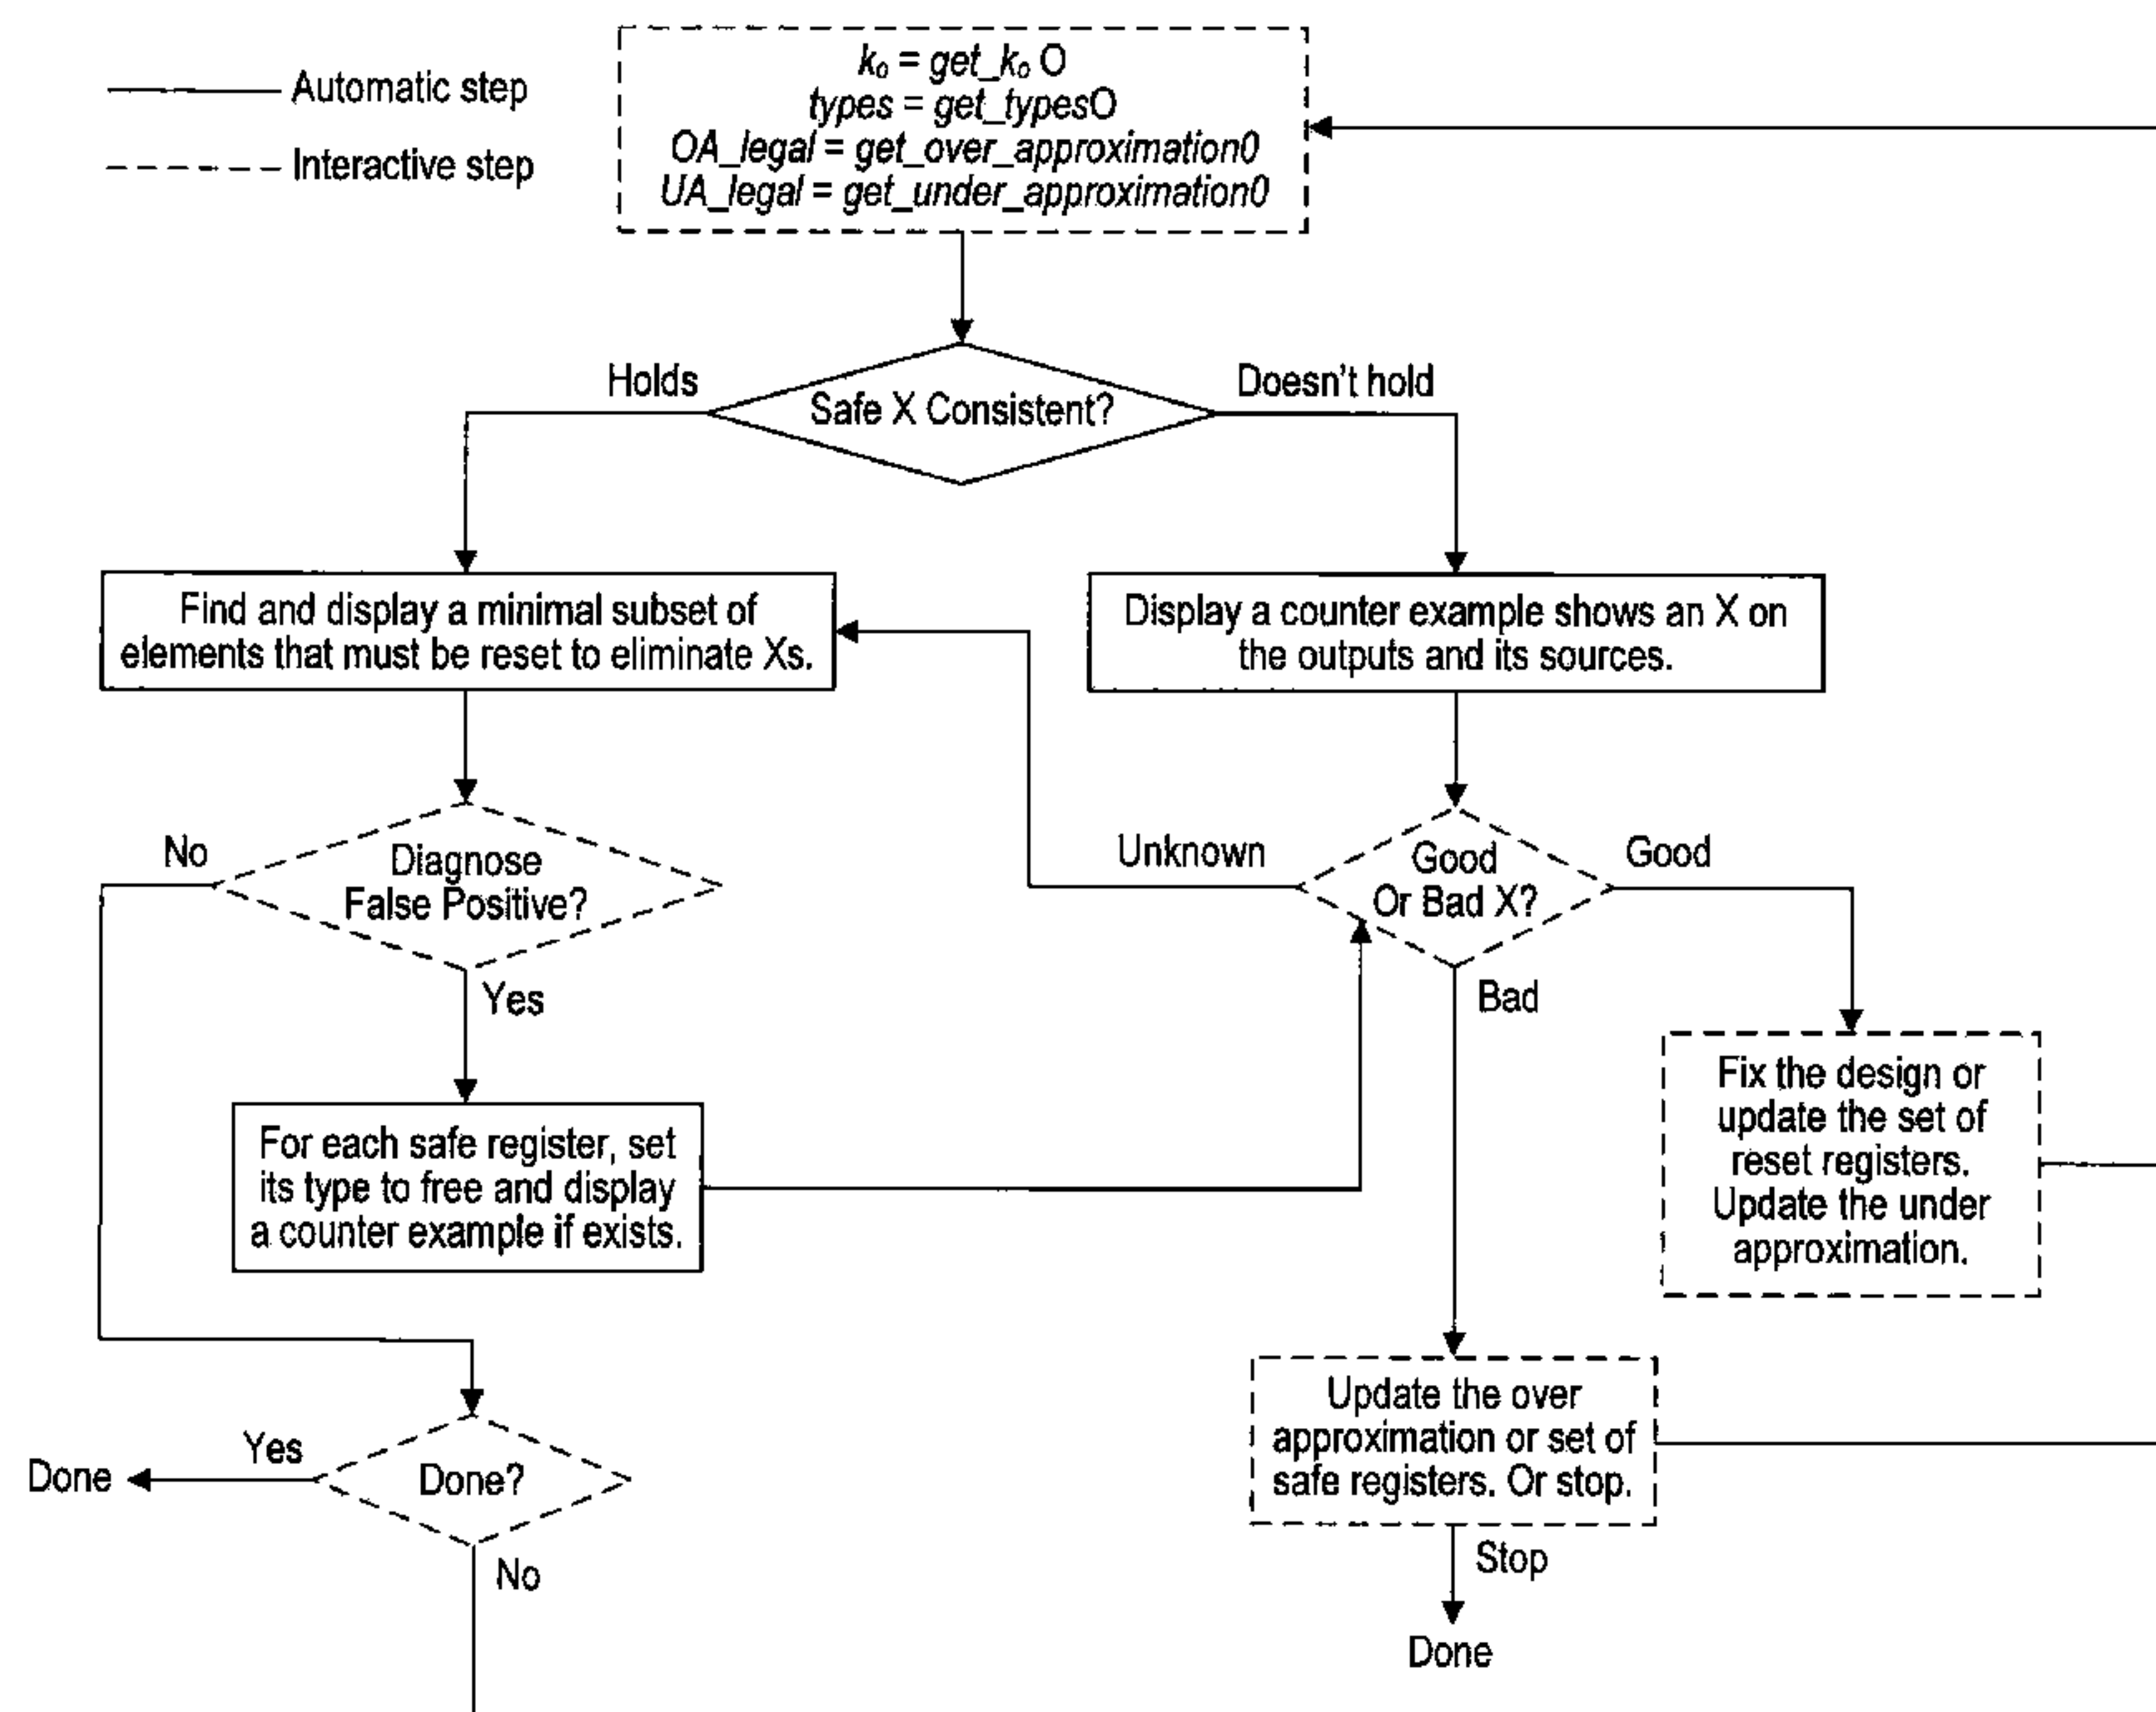 Automatic step
Interactive step
k₀ = get_k₀ O
types = get_typesO
OA_legal = get_over_approximation0
UA_legal = get_under_approximation0
Holds
Safe X Consistent?
Doesn't hold
Find and display a minimal subset of
elements that must be reset to eliminate Xs.
Display a counter example shows an X on
the outputs and its sources.
No
Diagnose
False Positive?
Yes
Unknown
Good
Or Bad X?
Good
Bad
For each safe register, set
its type to free and display
a counter example if exists.
Fix the design or
update the set of
reset registers.
Update the under
approximation.
Update the over
approximation or set of
safe registers. Or stop.
Stop
Done
Yes
Done?
Done
No